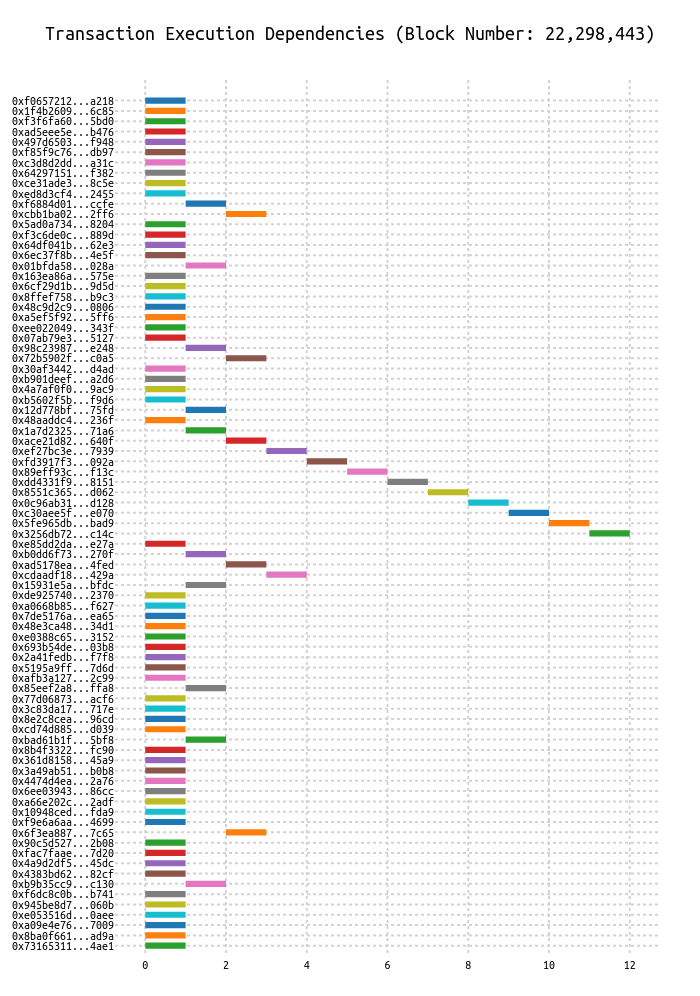 Transaction Execution Dependencies (Block Number: 22,298,443)
0xf0657212...a218
0x1f4b2609...6c85
0xf3f6fa60...5bd0
0xad5eee5e...b476
0x497d6503...f948
0xf85f9c76...db97
0xc3d8d2dd...a31c
0x64297151...f382
0xce31ade3...8c5e
0xed8d3cf4...2455
0xf6884d01...ccfe
0xcbb1ba02...2ff6
0x5ad0a734...8204
0xf3c6de0c...889d
0x64df041b...62e3
0x6ec37f8b...4e5f
0x01bfda58...028a
0x163ea86a...575e
0x6cf29d1b...9d5d
0x8ffef758...b9c3
0x48c9d2c9...0806
0xa5ef5f92...5ff6
0xee022049...343f
0x07ab79e3...5127
0x98c23987...e248
0x72b5902f...c0a5
0x30af3442...d4ad
0xb901deef...a2d6
0x4a7af0f0...9ac9
0xb5602f5b...f9d6
0x12d778bf...75fd
0x48aaddc4...236f
0x1a7d2325...71a6
0xace21d82...640f
0xef27bc3e...7939
0xfd3917f3...092a
0x89eff93c...f13c
0xdd4331f9...8151
0x8551c365...d062
0x0c96ab31...d128
0xc30aee5f...e070
0x5fe965db...bad9
0x3256db72...c14c
0xe85dd2da...e27a
0xb0dd6f73...270f
0xad5178ea...4fed
0xcdaadf18...429a
0x15931e5a...bfdc
0xde925740...2370
0xa0668b85...f627
0x7de5176a...ea65
0x48e3ca48...34d1
0xe0388c65...3152
0x693b54de...03b8
0x2a41fedb...f7f8
0x5195a9ff...7d6d
0xafb3a127...2c99
0x85eef2a8...ffa8
0x77d06873...acf6
0x3c83da17...717e
0x8e2c8cea...96cd
0xcd74d885...d039
0xbad61b1f...5bf8
0x8b4f3322...fc90
0x361d8158...45a9
0x3a49ab51...b0b8
0x4474d4ea...2a76
0x6ee03943...86cc
0xa66e202c...2adf
0x10948ced...fda9
0xf9e6a6aa...4699
0x6f3ea887...7c65
0x90c5d527...2b08
0xfac7faae...7d20
0x4a9d2df5...45dc
0x4383bd62...82cf
0xb9b35cc9...c130
0xf6dc8c0b...b741
0x945be8d7...060b
0xe053516d...0aee
0xa09e4e76...7009
0x8ba0f661...ad9a
0x73165311...4ae1
0 2 4 6 8 10 12